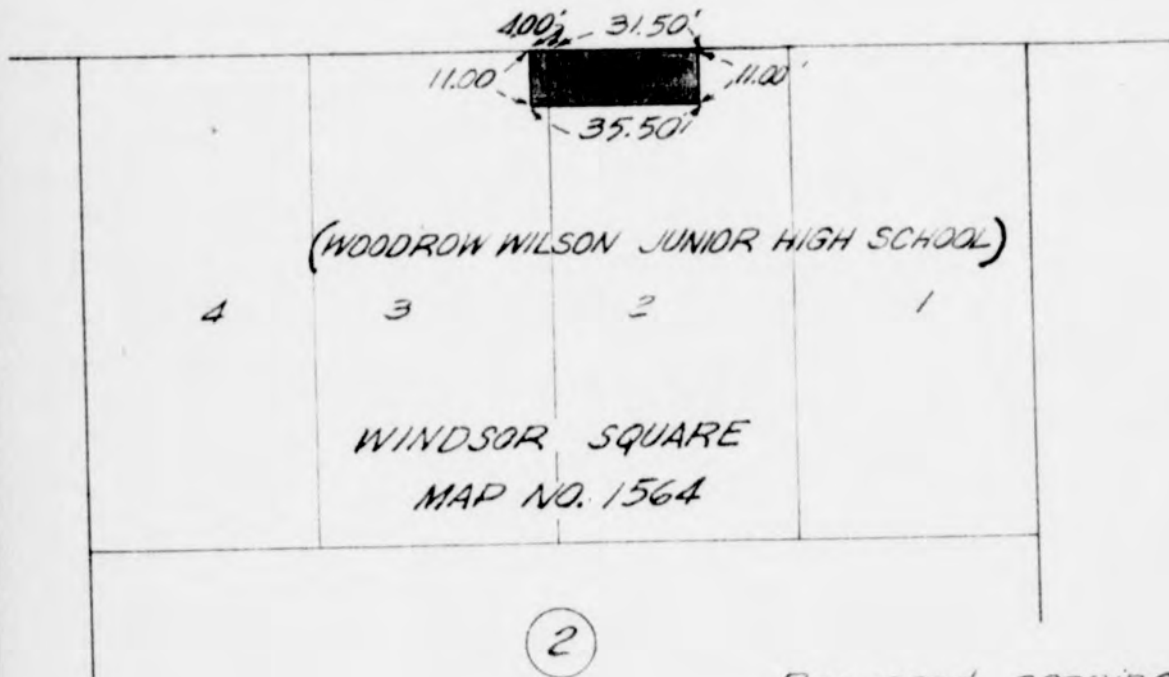 4.00' 31.50'
11.00 11.00'
35.50'
(WOODROW WILSON JUNIOR HIGH SCHOOL)
4 3 2 1
WINDSOR SQUARE
MAP NO. 1564
2